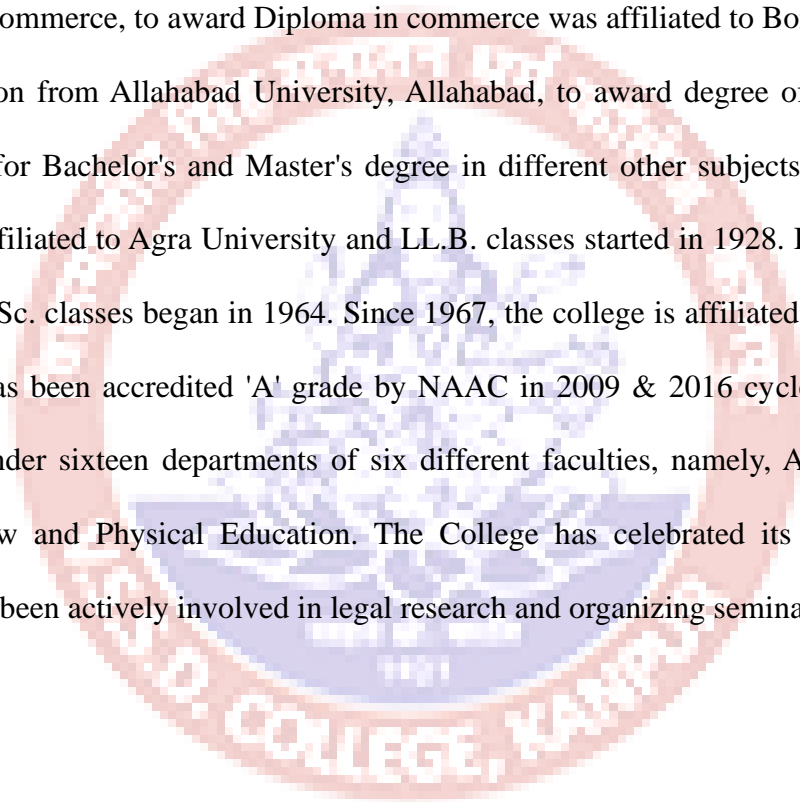 ommerce, to award Diploma in commerce was affiliated to Bo
on from Allahabad University, Allahabad, to award degree o
for Bachelor's and Master's degree in different other subjects
filiated to Agra University and LL.B. classes started in 1928.
Sc. classes began in 1964. Since 1967, the college is affiliated
as been accredited 'A' grade by NAAC in 2009 & 2016 cycl
nder sixteen departments of six different faculties, namely, A
w and Physical Education. The College has celebrated its
been actively involved in legal research and organizing semina
1921
S.D. COLLEGE, KANPUR